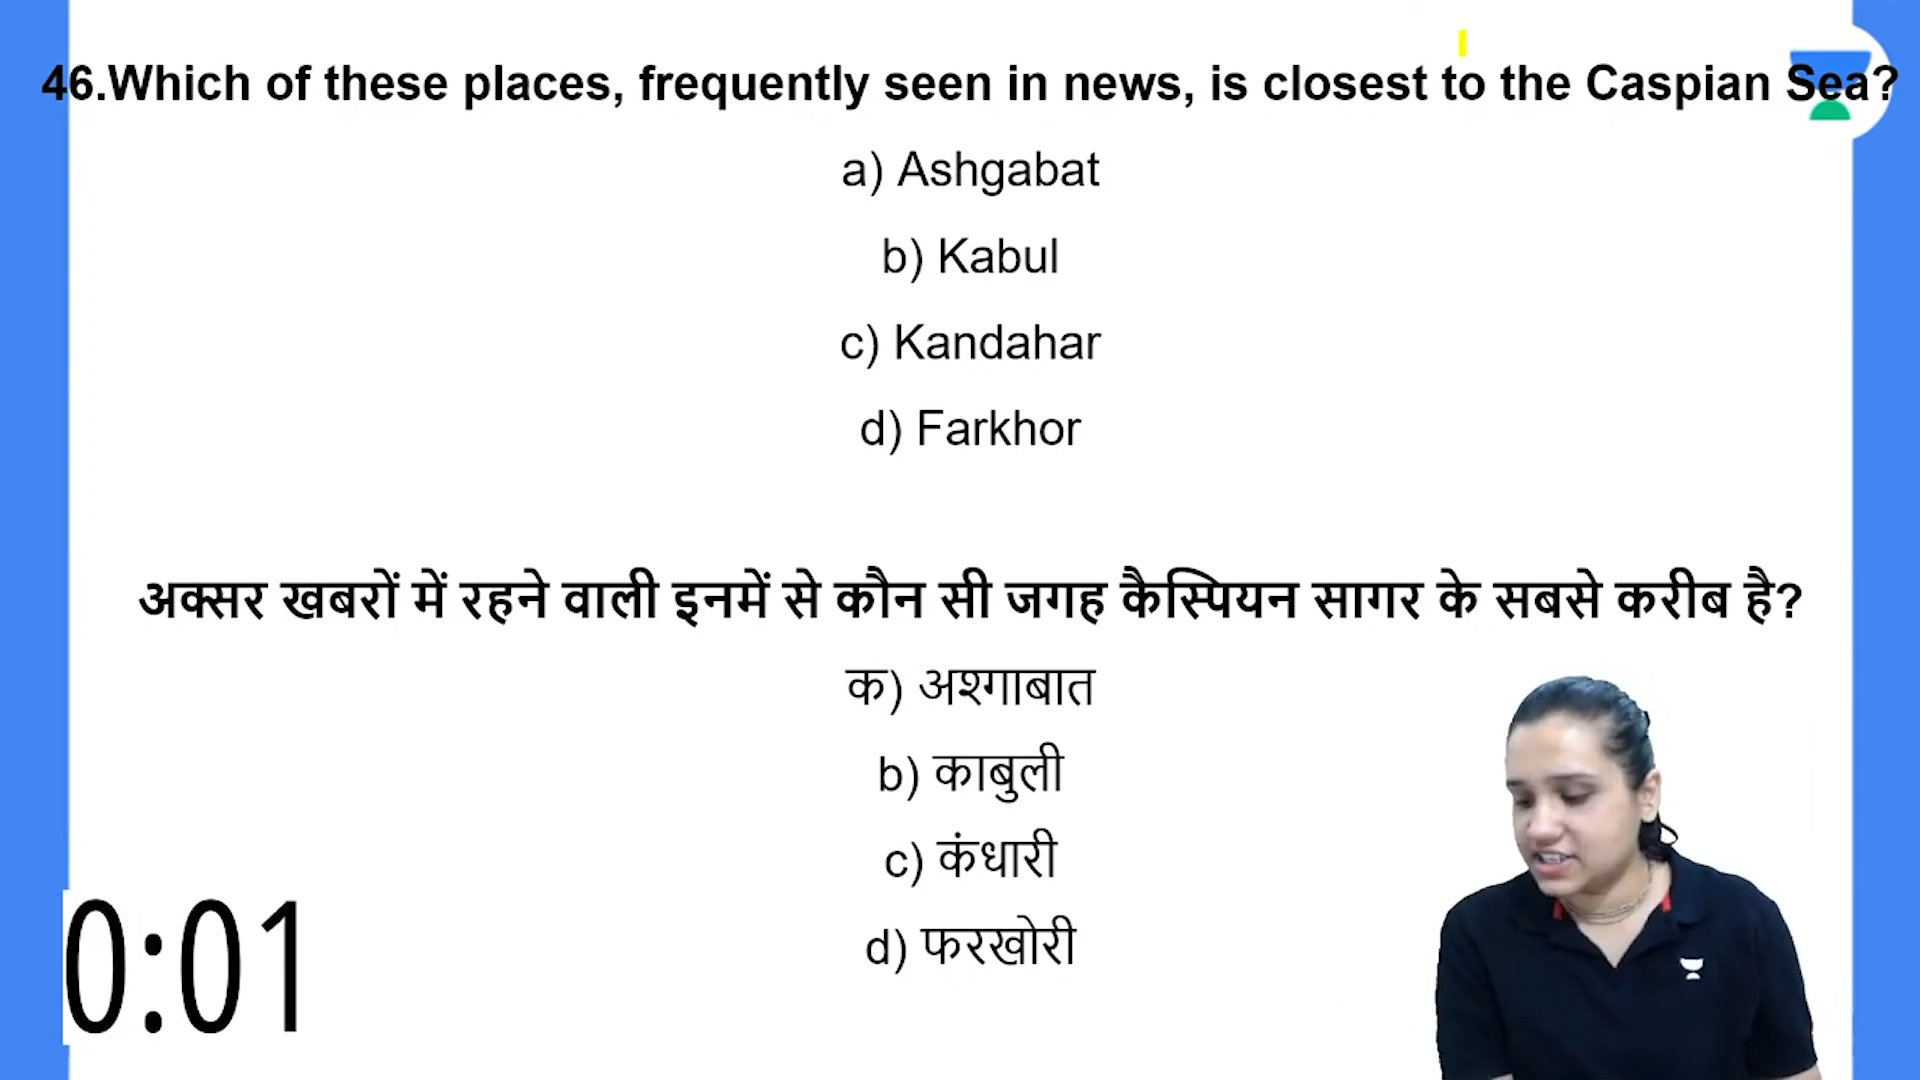 46.Which of these places, frequently seen in news, is closest to the Caspian Sea?
a) Ashgabat
b) Kabul
c) Kandahar
d) Farkhor
अक्सर खबरों में रहने वाली इनमें से कौन सी जगह कैस्पियन सागर के सबसे करीब है?
क) अश्गाबात
b) काबुली
c) कंधारी
d) फरखोरी
0:01